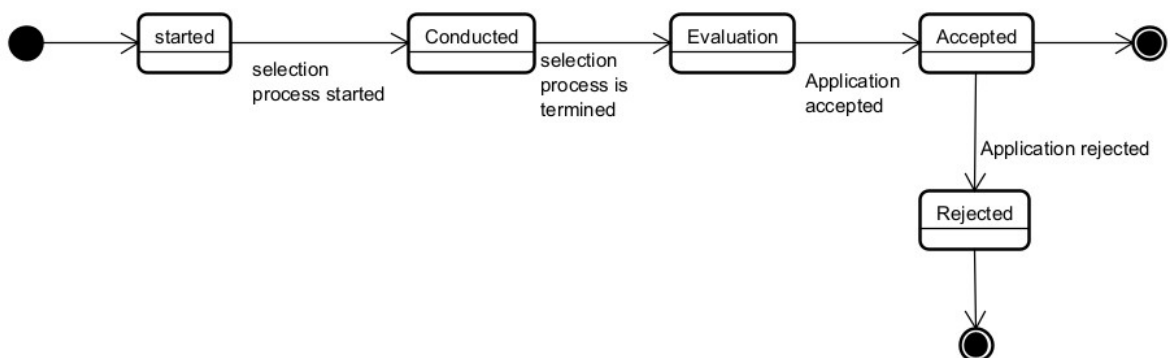 started
Conducted
Evaluation
Accepted
selection
process started
selection
process is
termined
Application
accepted
Application rejected
Rejected